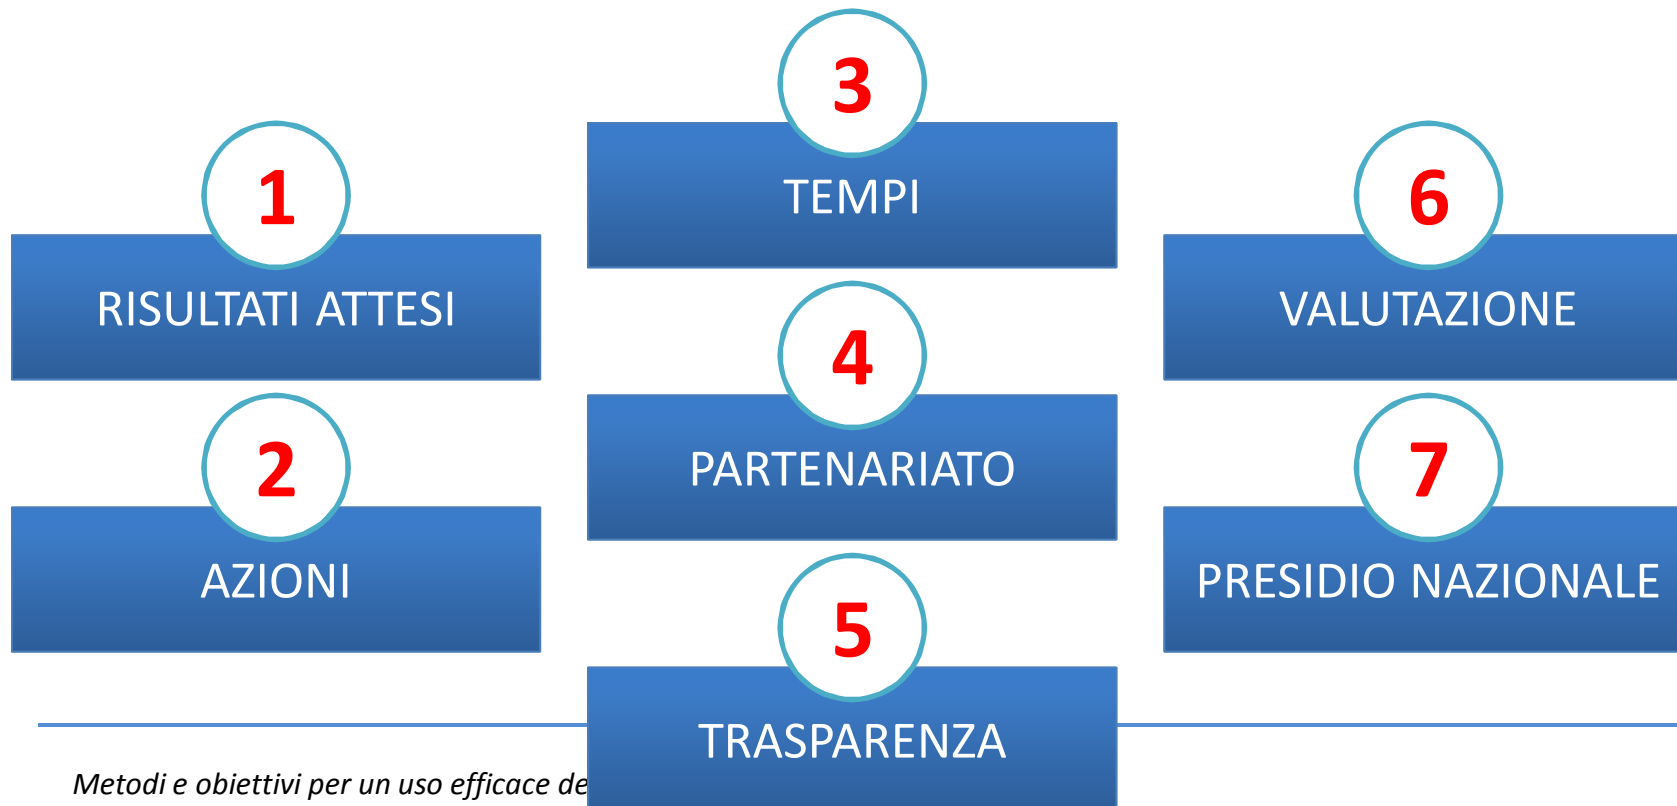 1
RISULTATI ATTESI
2
AZIONI
3
TEMPI
4
PARTENARIATO
5
TRASPARENZA
6
VALUTAZIONE
7
PRESIDIO NAZIONALE
Metodi e obiettivi per un uso efficace de